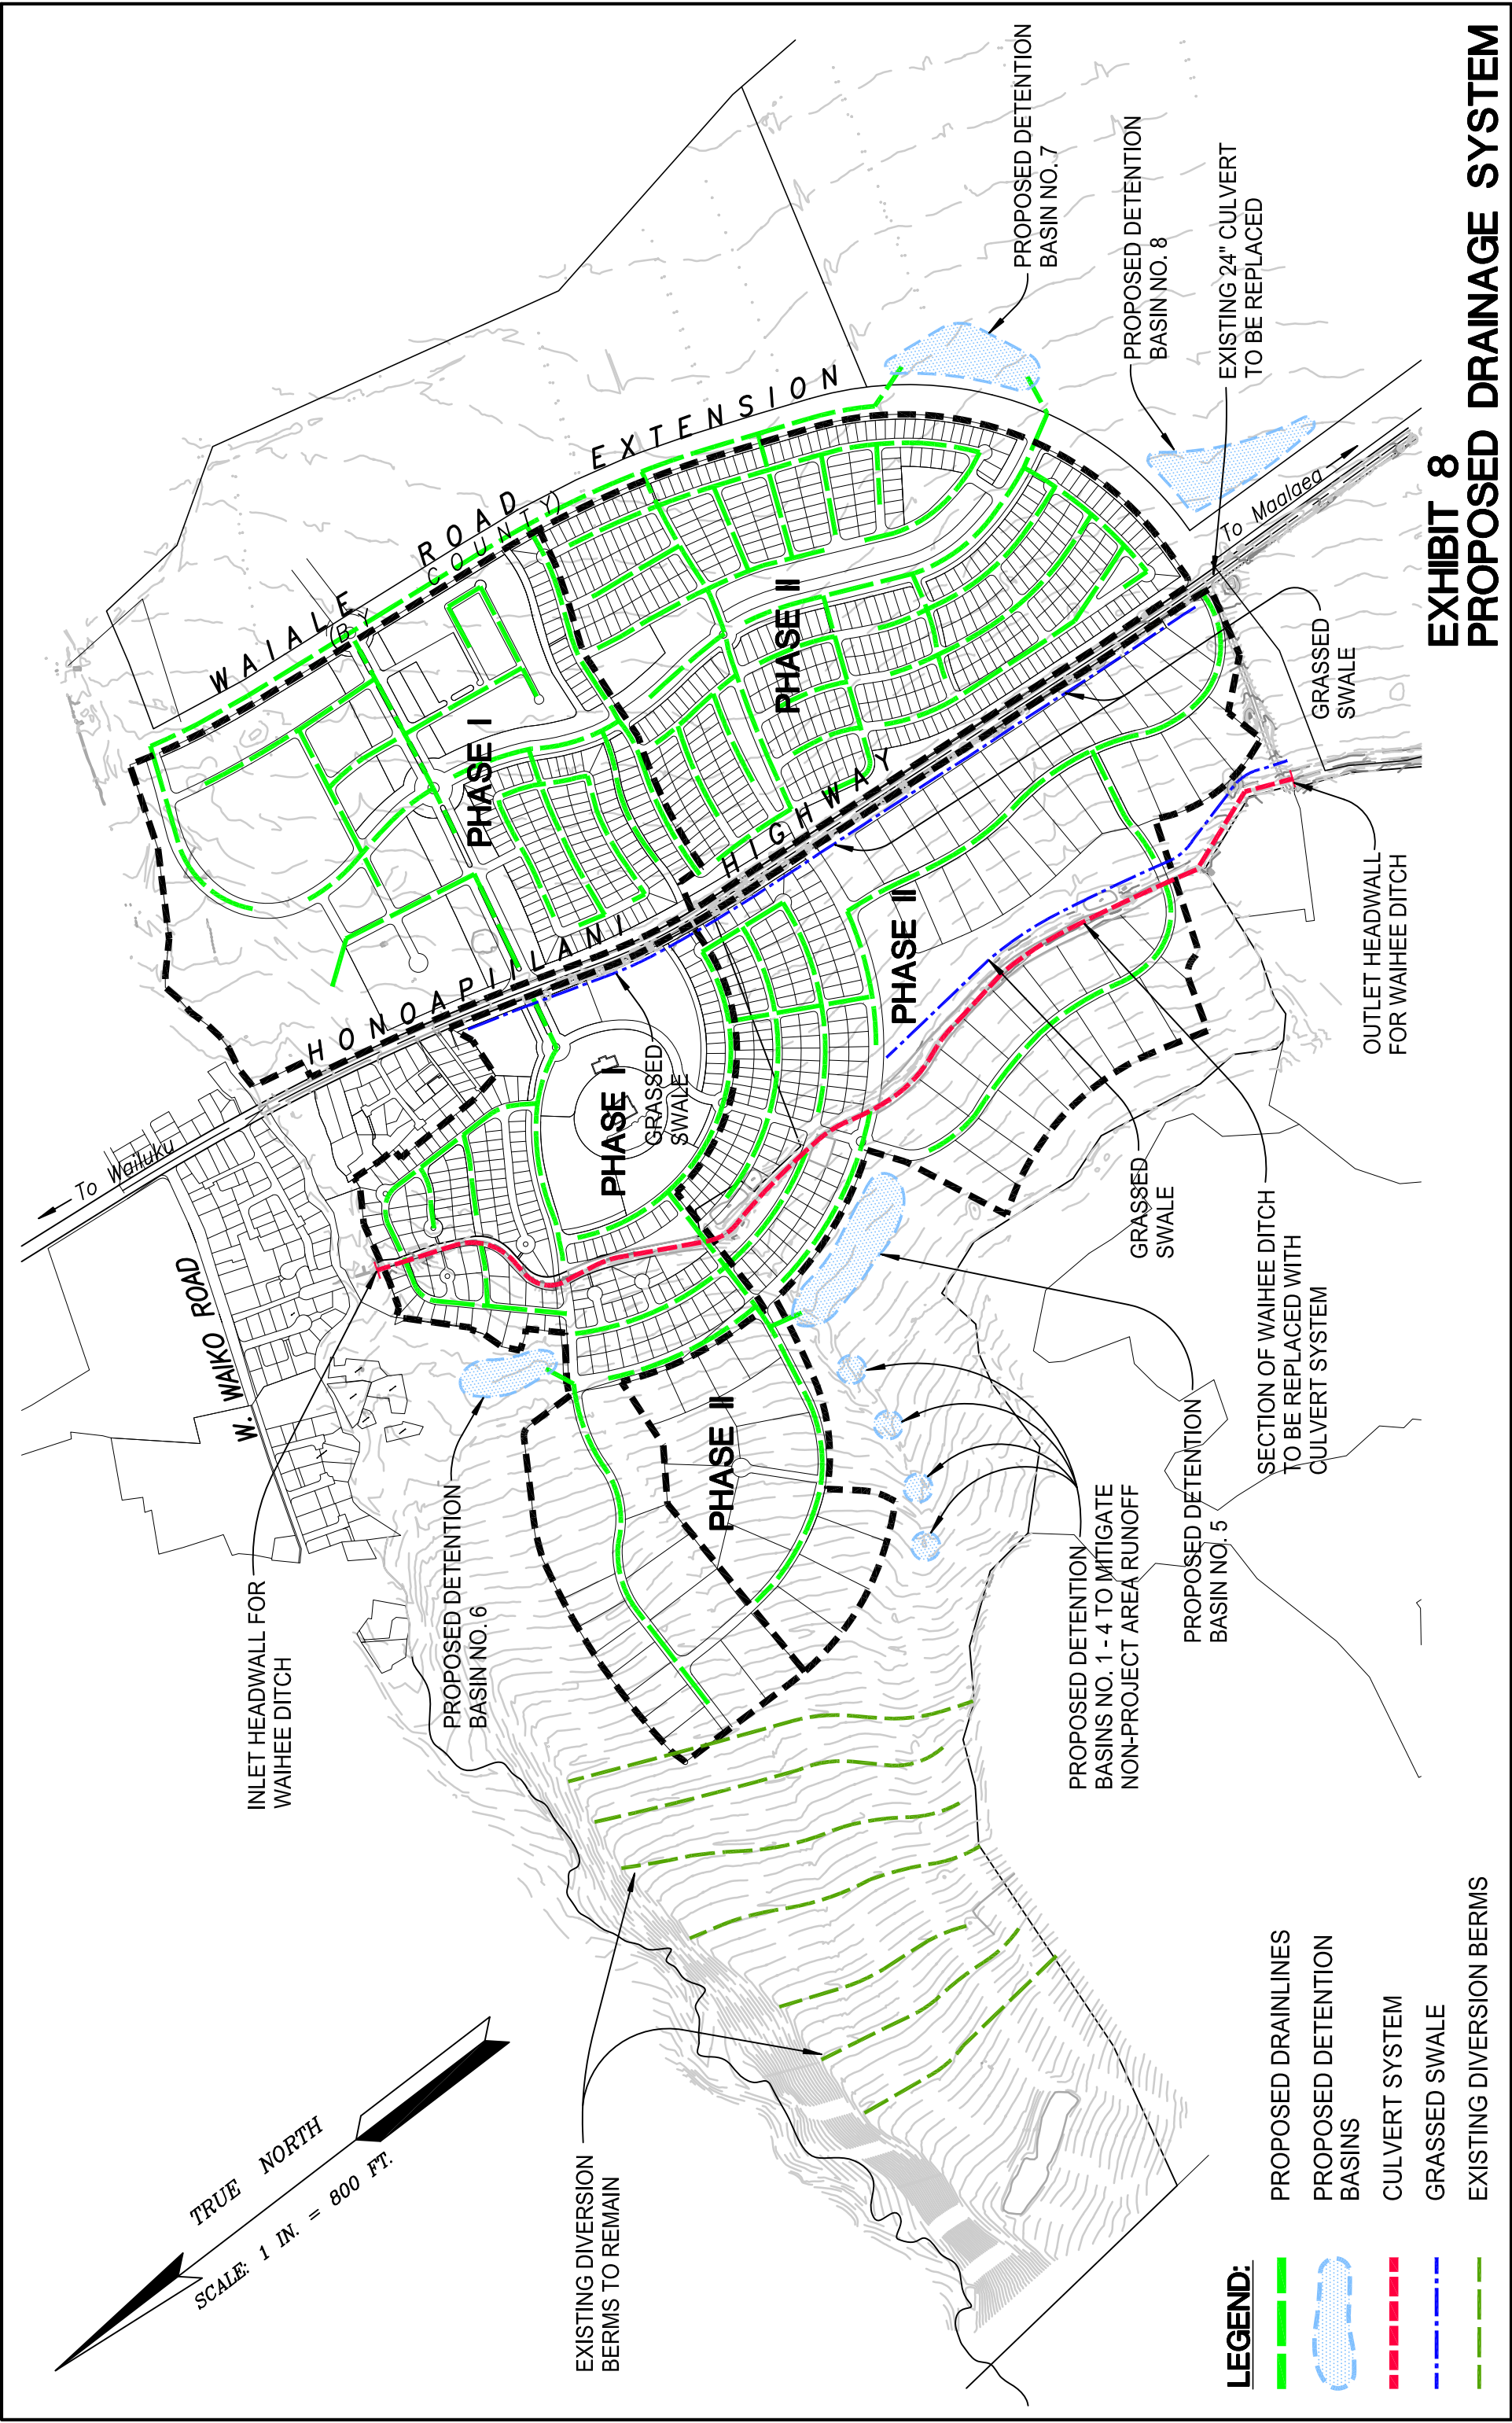 WAIALE ROAD EXTENSION
(BY COUNTY)
HONOAPIILANI HIGHWAY
To Wailuku
To Maalaea
W. WAIKO ROAD
PHASE I
PHASE II
PHASE I
PHASE II
PHASE II
GRASSED
SWALE
PROPOSED DETENTION
BASIN NO. 7
PROPOSED DETENTION
BASIN NO. 8
EXISTING 24" CULVERT
TO BE REPLACED
GRASSED
SWALE
OUTLET HEADWALL
FOR WAIHEE DITCH
GRASSED
SWALE
SECTION OF WAIHEE DITCH
TO BE REPLACED WITH
CULVERT SYSTEM
PROPOSED DETENTION
BASIN NO. 5
PROPOSED DETENTION
BASINS NO. 1 - 4 TO MITIGATE
NON-PROJECT AREA RUNOFF
PROPOSED DETENTION
BASIN NO. 6
INLET HEADWALL FOR
WAIHEE DITCH
EXISTING DIVERSION
BERMS TO REMAIN
TRUE NORTH
SCALE: 1 IN. = 800 FT.
LEGEND:
PROPOSED DRAINLINES
PROPOSED DETENTION
BASINS
CULVERT SYSTEM
GRASSED SWALE
EXISTING DIVERSION BERMS
EXHIBIT 8
PROPOSED DRAINAGE SYSTEM